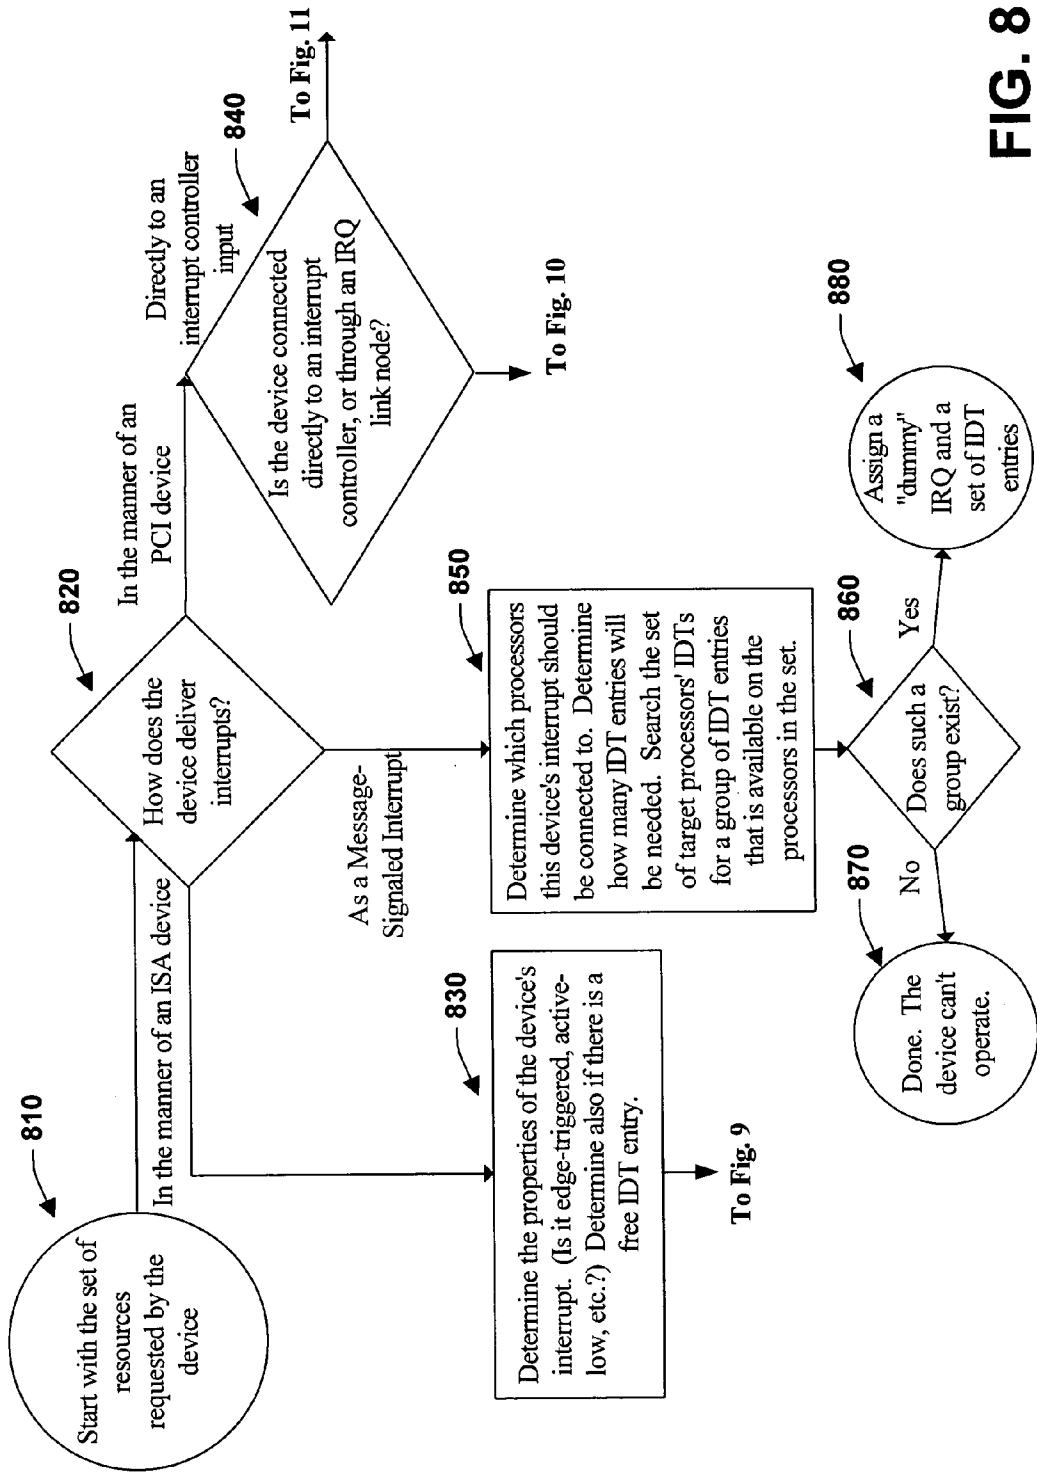 810
Start with the set of
resources
requested by the
device
820
How does the
device deliver
interrupts?
In the manner of an ISA device
As a Message-
Signaled Interrupt
In the manner of an
PCI device
830
Determine the properties of the device's
interrupt. (Is it edge-triggered, active-
low, etc.?) Determine also if there is a
free IDT entry.
To Fig. 9
840
Is the device connected
directly to an interrupt
controller, or through an IRQ
link node?
Directly to an
interrupt controller
input
To Fig. 11
To Fig. 10
850
Determine which processors
this device's interrupt should
be connected to. Determine
how many IDT entries will
be needed. Search the set
of target processors' IDTs
for a group of IDT entries
that is available on the
processors in the set.
860
Does such a
group exist?
No
Yes
870
Done. The
device can't
operate.
880
Assign a
"dummy"
IRQ and a
set of IDT
entries
FIG. 8